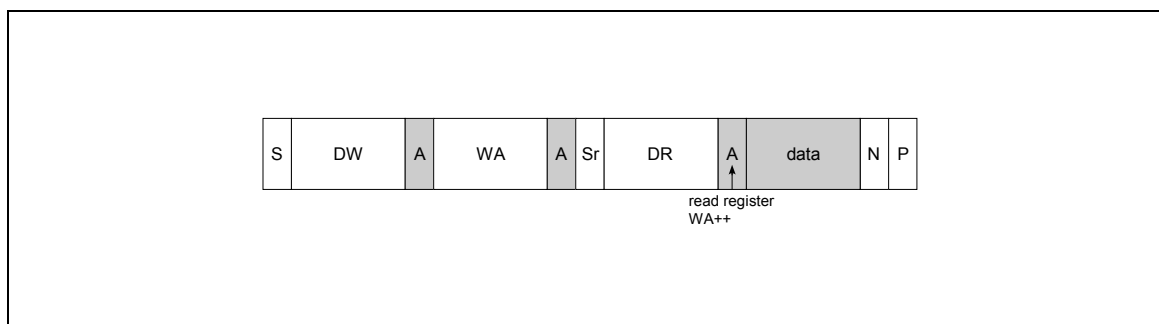 S DW A WA A Sr DR A data N P
read register
WA++